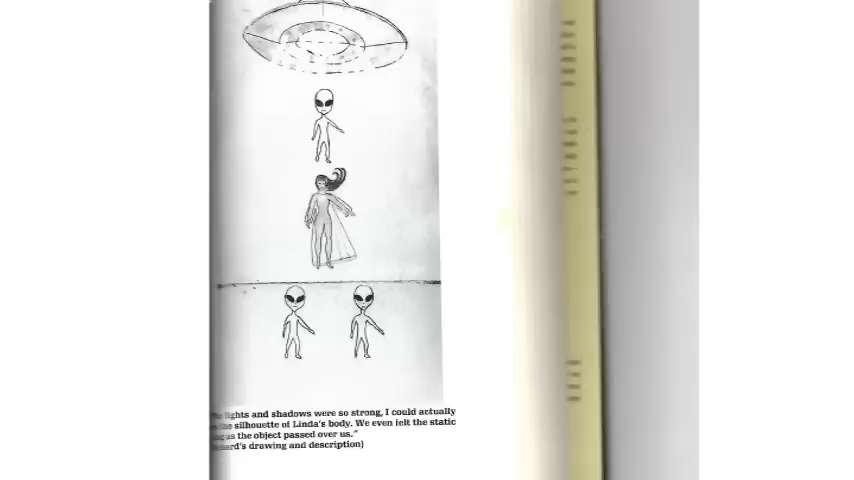 lights and shadows were so strong, I could actually
the silhouette of Linda's body. We even felt the static
as the object passed over us."
drawing and description)